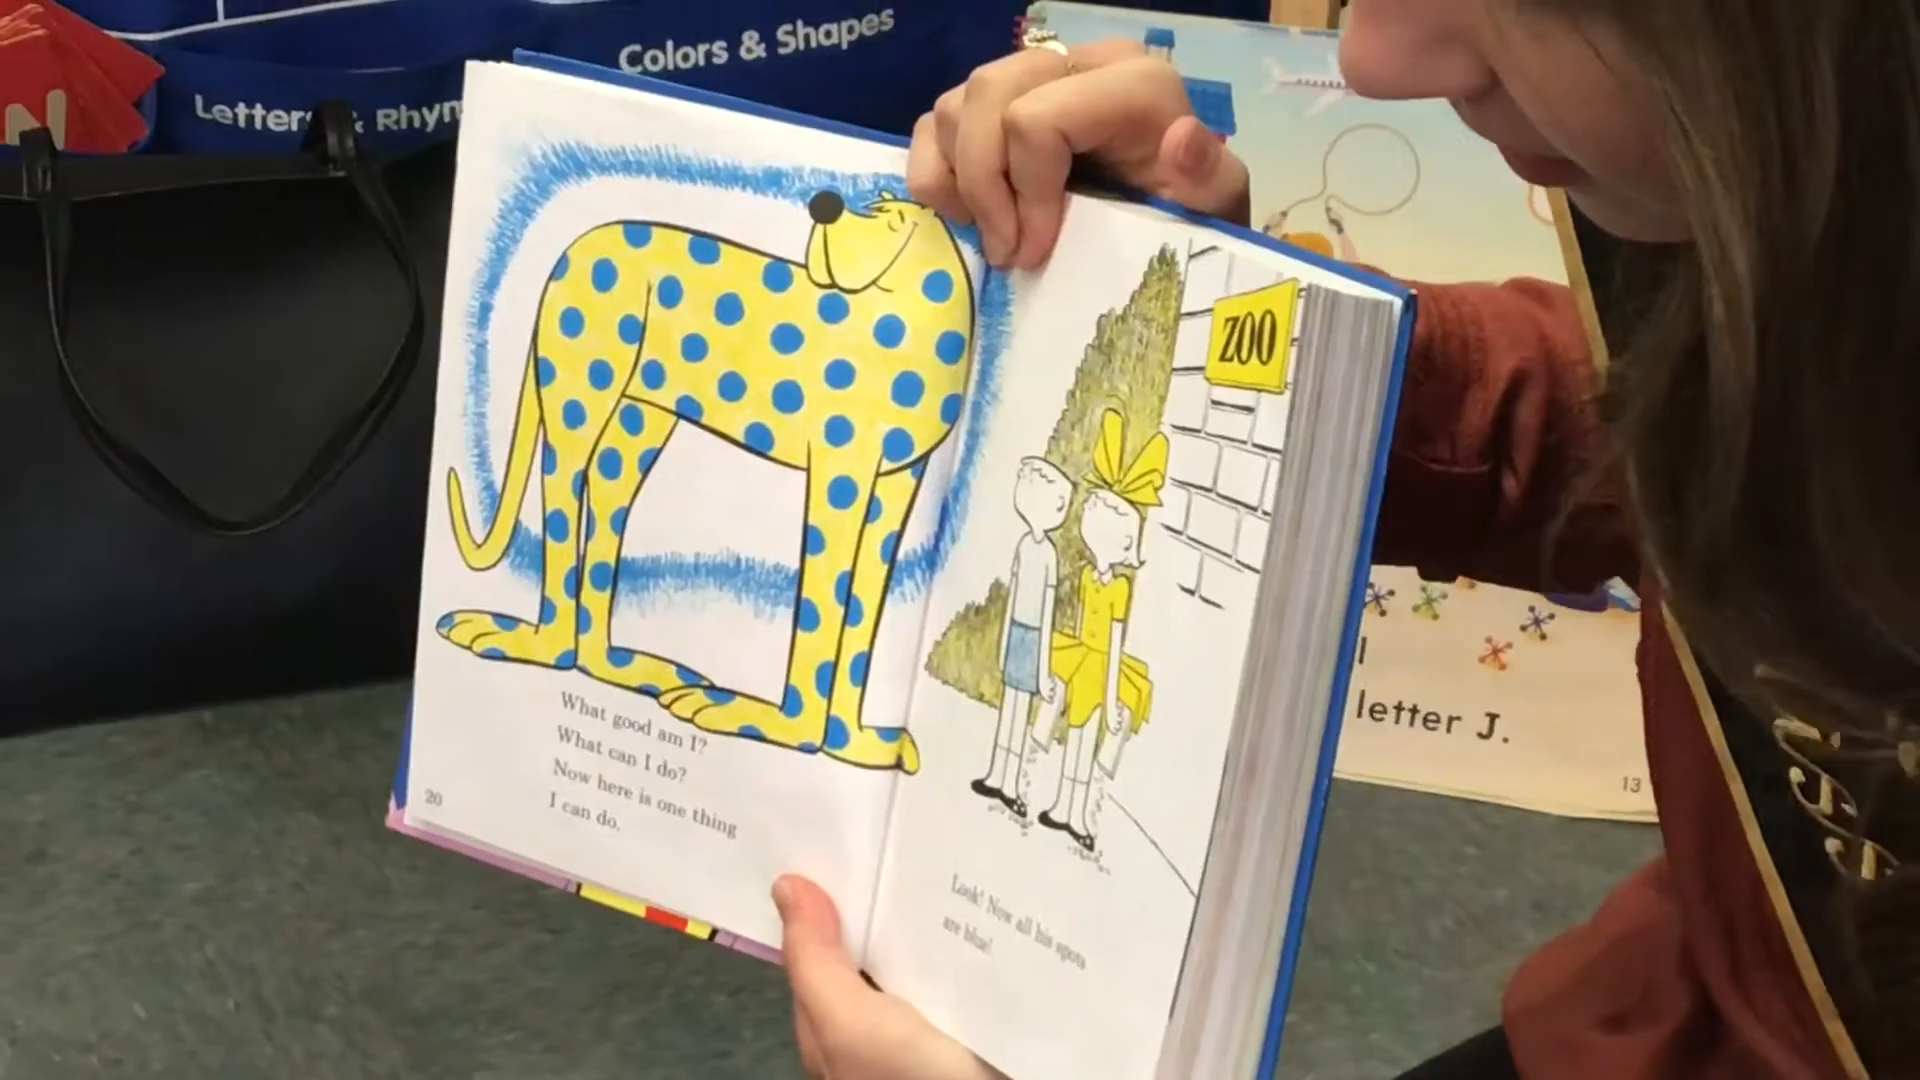 Colors & Shapes
Letters & Rhym
N
ZOO
What good am I?
What can I do?
Now here is one thing
I can do.
20
Look! Now all his spots
are blue!
letter J.
13